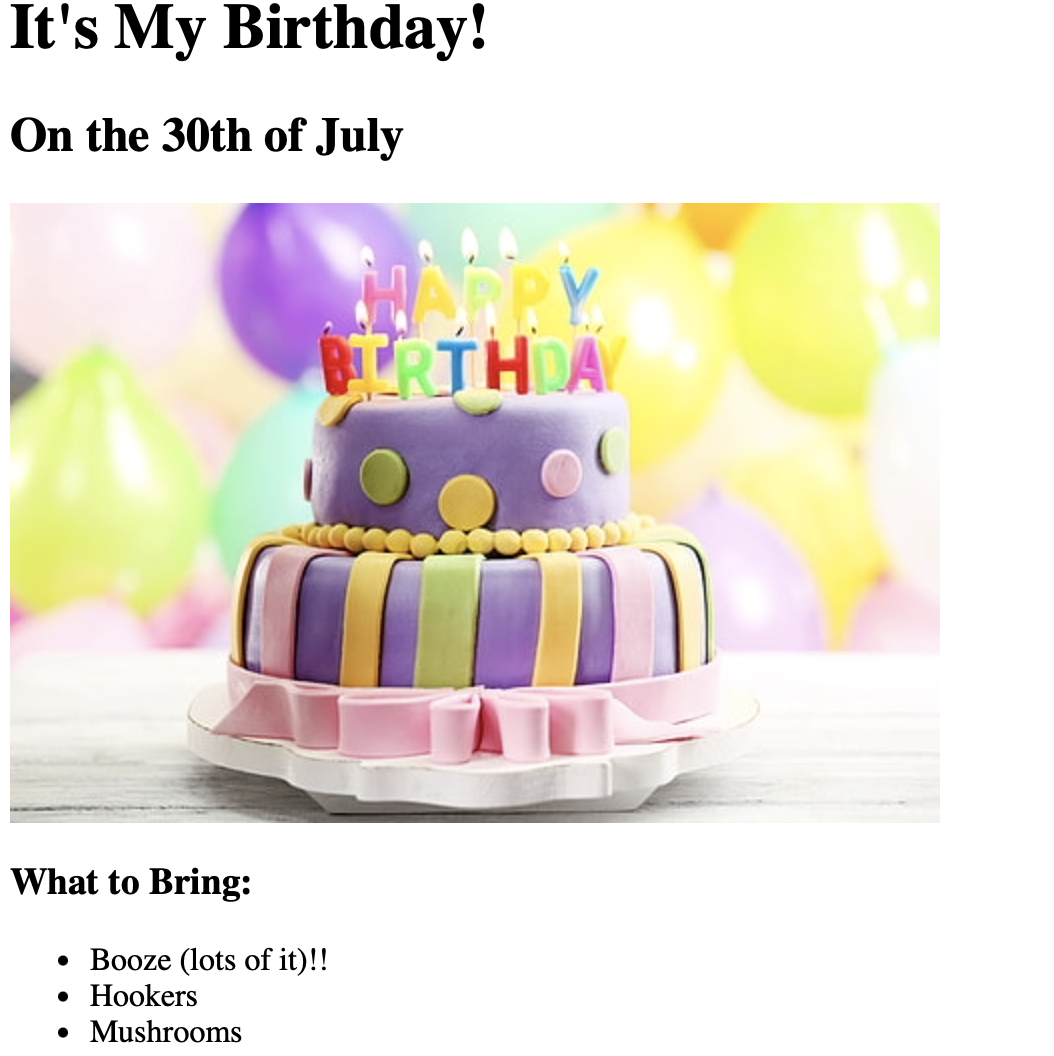 It's My Birthday!
On the 30th of July
HAPPY
BIRTHDAY
What to Bring:
Booze (lots of it)!!
Hookers
Mushrooms